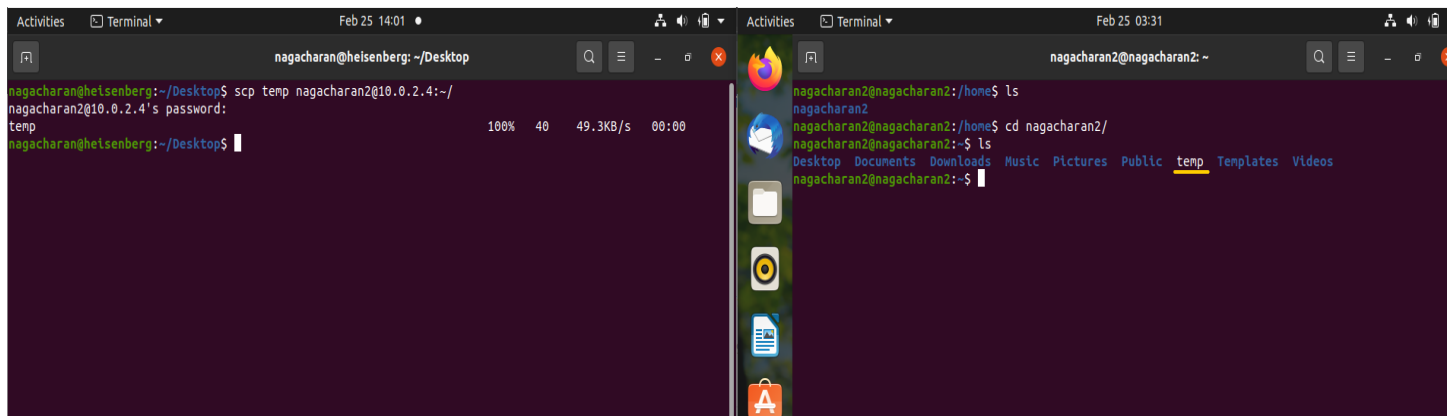 Activities Terminal Feb 25 14:01
nagacharan@heisenberg: ~/Desktop
nagacharan@heisenberg:~/Desktop$ scp temp nagacharan2@10.0.2.4:~/
nagacharan2@10.0.2.4's password:
temp 100% 40 49.3KB/s 00:00
nagacharan@heisenberg:~/Desktop$
Activities Terminal Feb 25 03:31
nagacharan2@nagacharan2: ~
nagacharan2@nagacharan2:/home$ ls
nagacharan2
nagacharan2@nagacharan2:/home$ cd nagacharan2/
nagacharan2@nagacharan2:~$ ls
Desktop Documents Downloads Music Pictures Public temp Templates Videos
nagacharan2@nagacharan2:~$